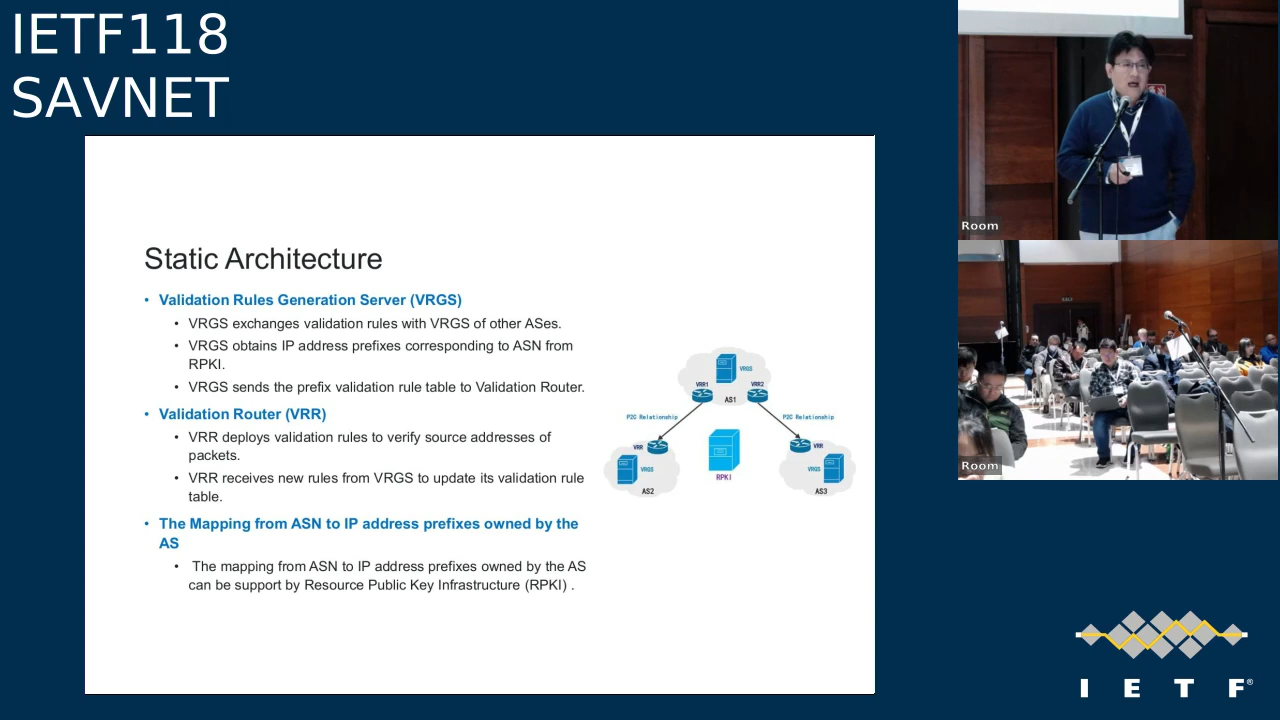 IETF118
SAVNET
Static Architecture
• Validation Rules Generation Server (VRGS)
• VRGS exchanges validation rules with VRGS of other ASes.
• VRGS obtains IP address prefixes corresponding to ASN from
RPKI.
• VRGS sends the prefix validation rule table to Validation Router.
• Validation Router (VRR)
• VRR deploys validation rules to verify source addresses of
packets.
• VRR receives new rules from VRGS to update its validation rule
table.
• The Mapping from ASN to IP address prefixes owned by the
AS
• The mapping from ASN to IP address prefixes owned by the AS
can be support by Resource Public Key Infrastructure (RPKI) .
VRGS
VRR1
VRR2
AS1
P2C Relationship
P2C Relationship
VRR
VRGS
AS2
RPKI
VRR
VRGS
AS3
Room
Room
I E T F®